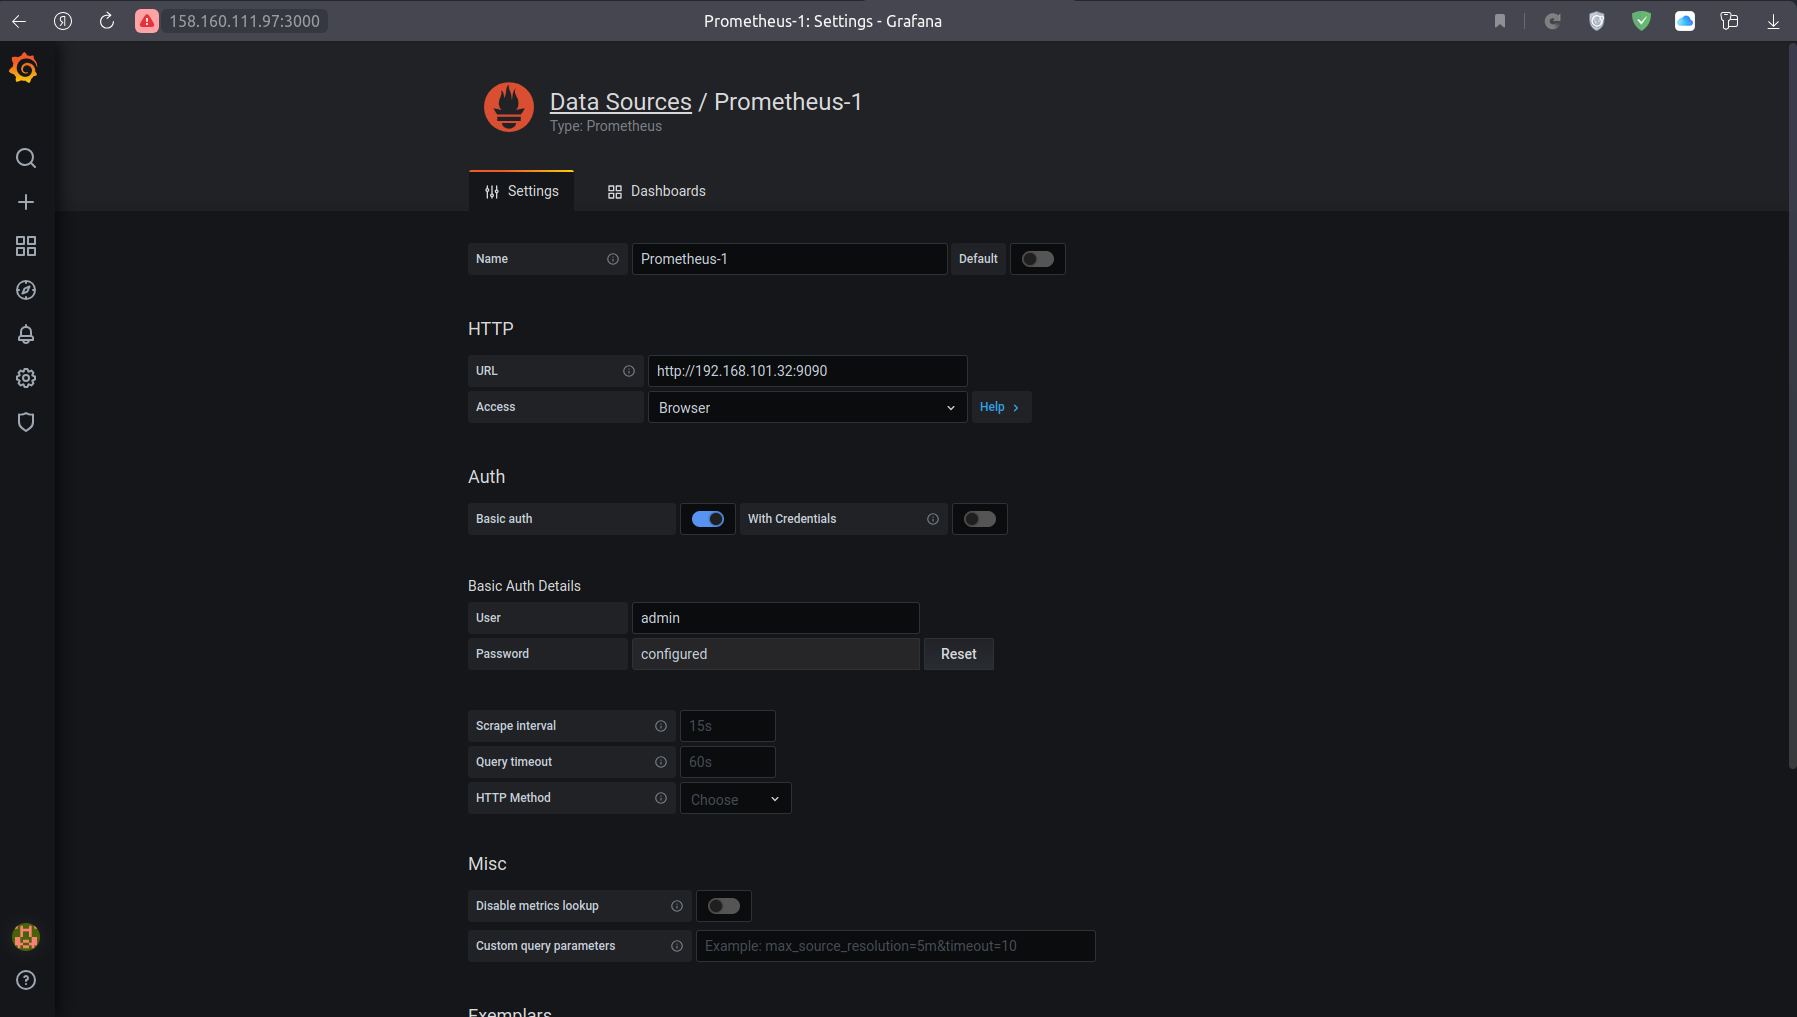 158.160.111.97:3000
Prometheus-1: Settings - Grafana
Data Sources / Prometheus-1
Type: Prometheus
Settings
Dashboards
Name
Prometheus-1
Default
HTTP
URL
http://192.168.101.32:9090
Access
Browser
Help
Auth
Basic auth
With Credentials
Basic Auth Details
User
admin
Password
configured
Reset
Scrape interval
15s
Query timeout
60s
HTTP Method
Choose
Misc
Disable metrics lookup
Custom query parameters
Example: max_source_resolution=5m&timeout=10
Exemplars